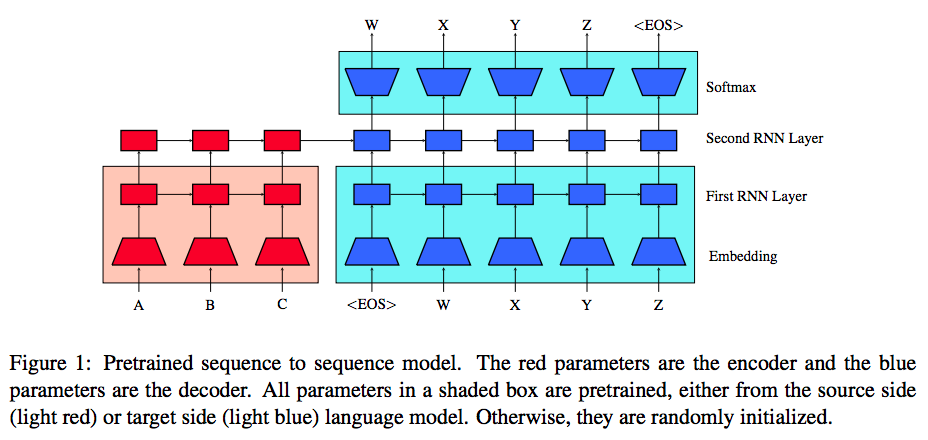 W X Y Z <EOS>
Softmax
Second RNN Layer
First RNN Layer
Embedding
A B C <EOS> W X Y Z
Figure 1: Pretrained sequence to sequence model. The red parameters are the encoder and the blue
parameters are the decoder. All parameters in a shaded box are pretrained, either from the source side
(light red) or target side (light blue) language model. Otherwise, they are randomly initialized.